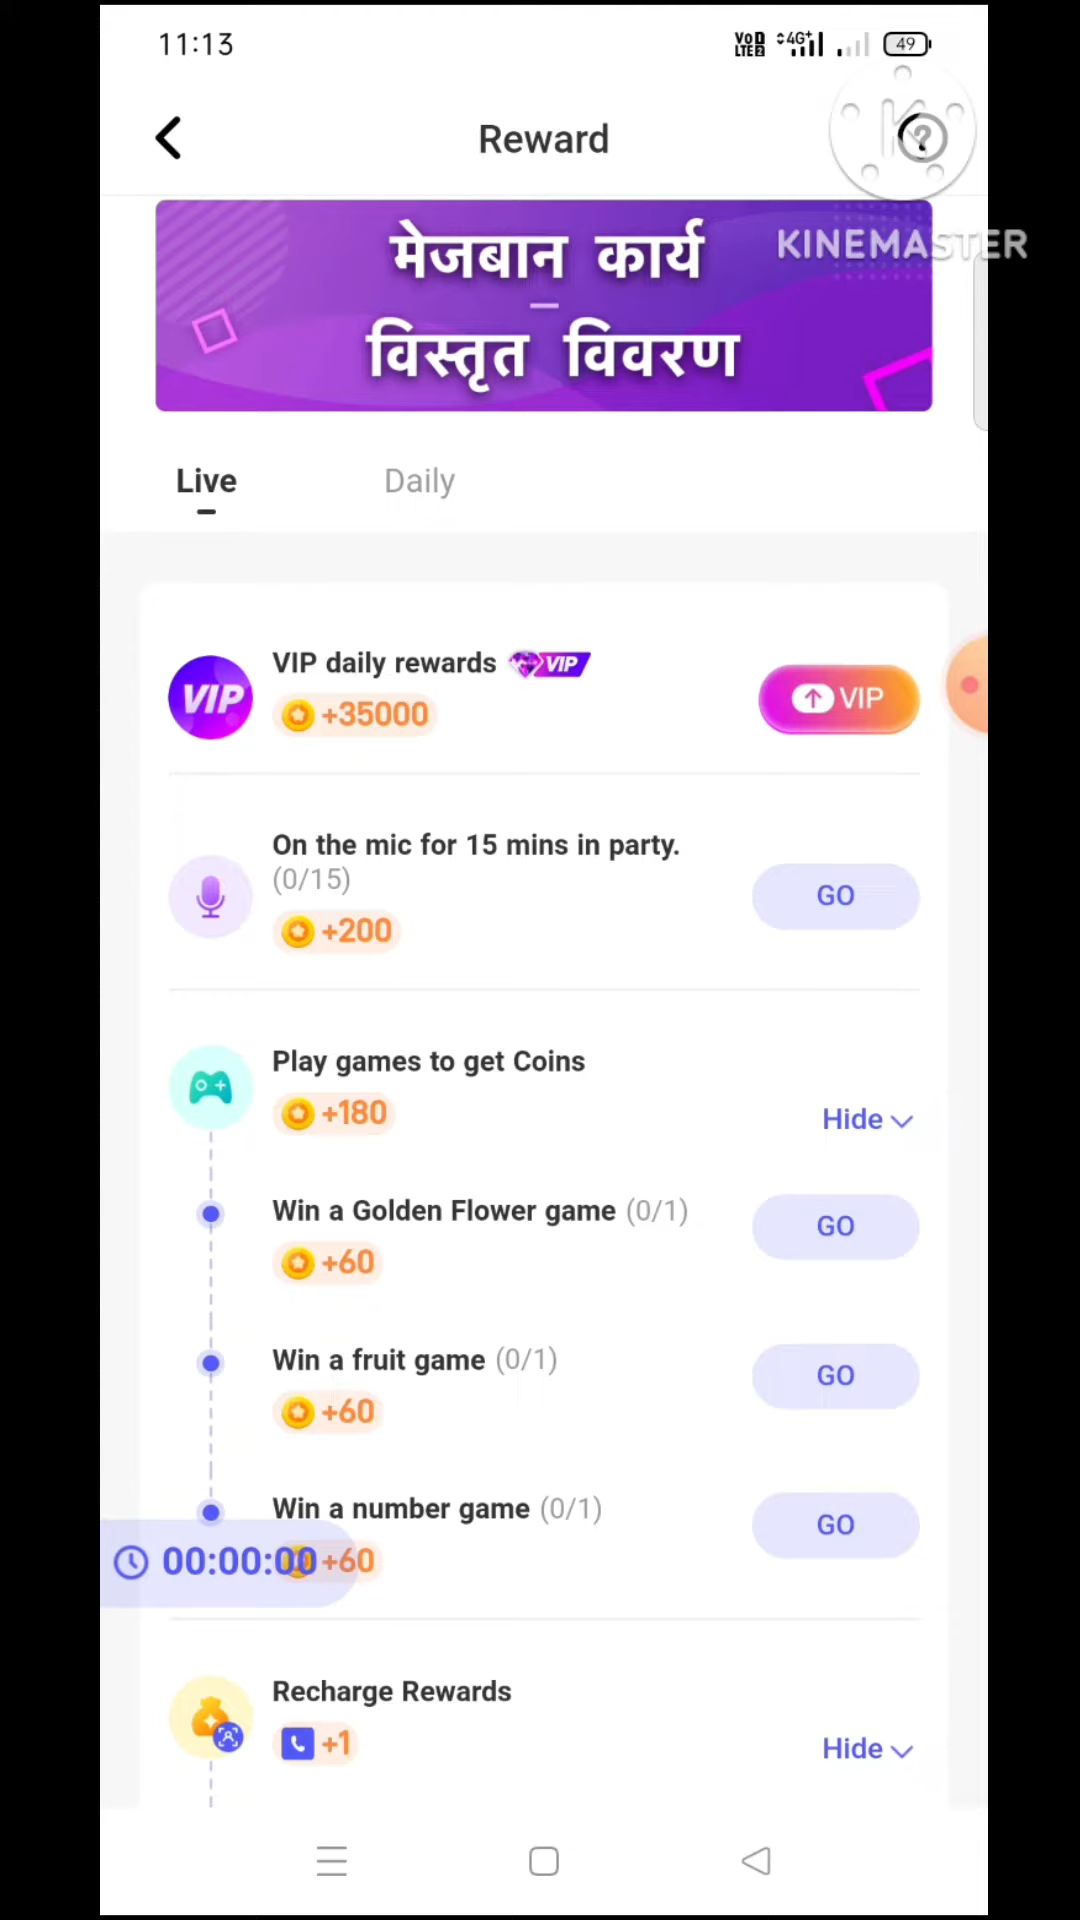 11:13
VoD LTE2 4G+ 49
Reward
?
KINEMASTER
मेजबान कार्य
विस्तृत विवरण
Live Daily
VIP
VIP daily rewards VIP
+35000
VIP
On the mic for 15 mins in party.
(0/15)
+200
GO
Play games to get Coins
+180
Hide
Win a Golden Flower game (0/1)
+60
GO
Win a fruit game (0/1)
+60
GO
Win a number game (0/1)
+60
GO
00:00:00
Recharge Rewards
+1
Hide